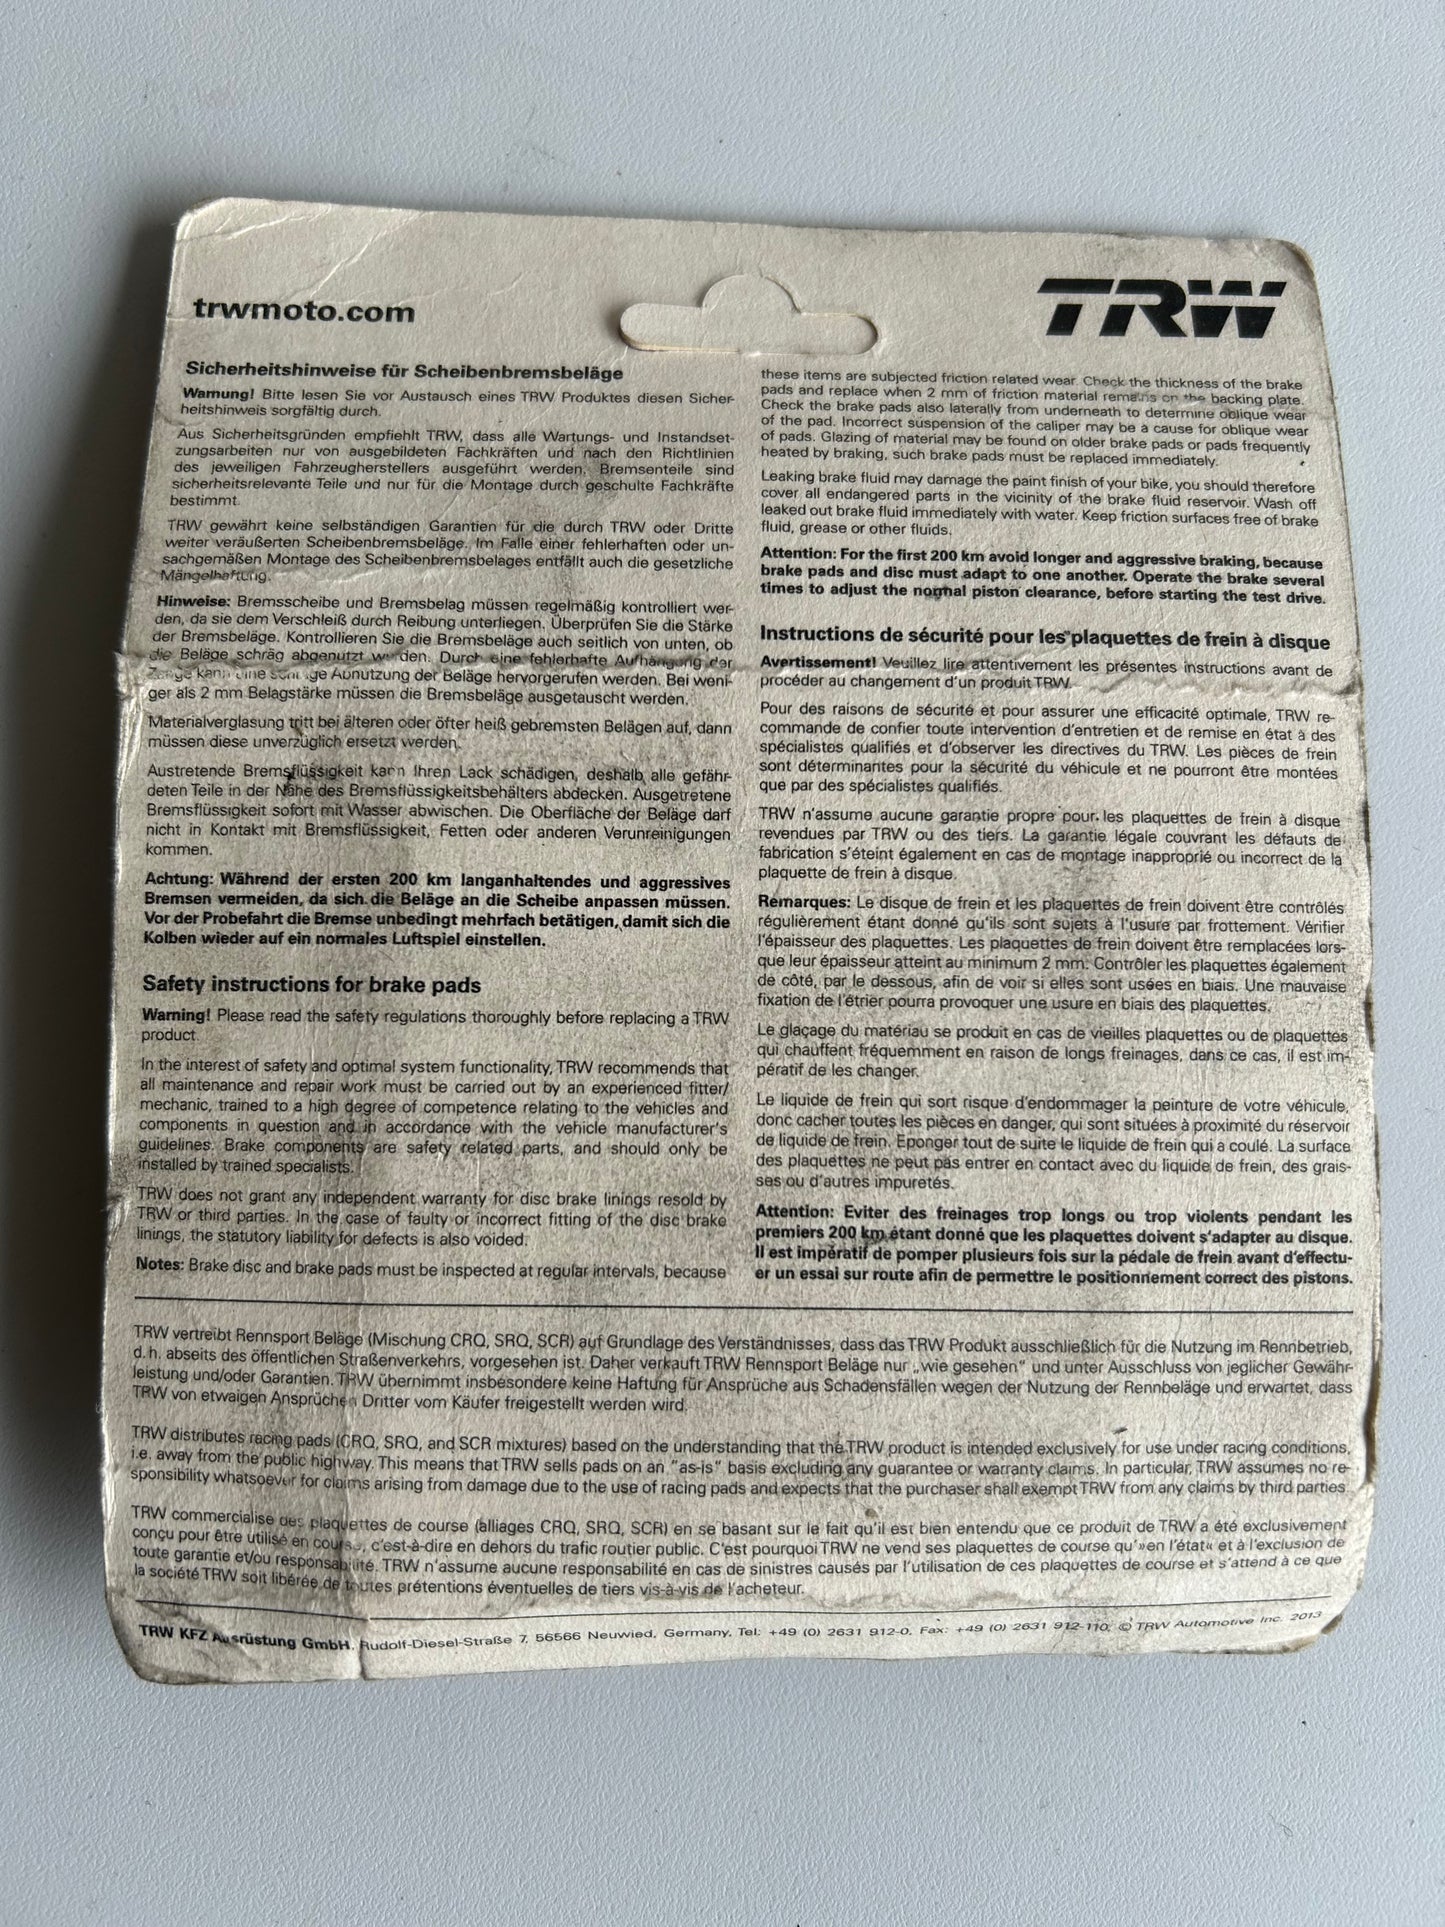 trwmoto.com
TRW
Sicherheitshinweise für Scheibenbremsbeläge
Warnung! Bitte lesen Sie vor Austausch eines TRW Produktes diesen Sicher-
heitshinweis sorgfältig durch.
Aus Sicherheitsgründen empfiehlt TRW, dass alle Wartungs- und Instandset-
zungsarbeiten nur von ausgebildeten Fachkräften und nach den Richtlinien
des jeweiligen Fahrzeugherstellers ausgeführt werden. Bremsenteile sind
sicherheitsrelevante Teile und nur für die Montage durch geschulte Fachkräfte
bestimmt.
TRW gewährt keine selbständigen Garantien für die durch TRW oder Dritte
weiter veräußerten Scheibenbremsbeläge. Im Falle einer fehlerhaften oder un-
sachgemäßen Montage des Scheibenbremsbelages entfällt auch die gesetzliche
Mängelhaftung.
Hinweise: Bremsscheibe und Bremsbelag müssen regelmäßig kontrolliert wer-
den, da sie dem Verschleiß durch Reibung unterliegen. Überprüfen Sie die Stärke
der Bremsbeläge. Kontrollieren Sie die Bremsbeläge auch seitlich von unten, ob
die Beläge schräg abgenutzt werden. Durch eine fehlerhafte Aufhängung der
kann eine Abnutzung der Beläge hervorgerufen werden. Bei weni-
ger als 2 mm Belagstärke müssen die Bremsbeläge ausgetauscht werden.
Materialverglasung tritt bei älteren oder öfter heiß gebremsten Belägen auf, dann
müssen diese unverzüglich ersetzt werden.
Austretende Bremsflüssigkeit kann Ihren Lack schädigen, deshalb alle gefähr-
deten Teile in der Nähe des Bremsflüssigkeitsbehälters abdecken. Ausgetretene
Bremsflüssigkeit sofort mit Wasser abwischen. Die Oberfläche der Beläge darf
nicht in Kontakt mit Bremsflüssigkeit, Fetten oder anderen Verunreinigungen
kommen.
Achtung: Während der ersten 200 km langanhaltendes und aggressives
Bremsen vermeiden, da sich die Beläge an die Scheibe anpassen müssen.
Vor der Probefahrt die Bremse unbedingt mehrfach betätigen, damit sich die
Kolben wieder auf ein normales Luftspiel einstellen.
Safety instructions for brake pads
Warning! Please read the safety regulations thoroughly before replacing a TRW
product.
In the interest of safety and optimal system functionality, TRW recommends that
all maintenance and repair work must be carried out by an experienced fitter/
mechanic, trained to a high degree of competence relating to the vehicles and
components in question and in accordance with the vehicle manufacturer's
guidelines. Brake components are safety related parts, and should only be
installed by trained specialists.
TRW does not grant any independent warranty for disc brake linings resold by
TRW or third parties. In the case of faulty or incorrect fitting of the disc brake
linings, the statutory liability for defects is also voided.
Notes: Brake disc and brake pads must be inspected at regular intervals, because
these items are subjected friction related wear. Check the thickness of the brake
pads and replace when 2 mm of friction material remains on the backing plate.
Check the brake pads also laterally from underneath to determine oblique wear
of the pad. Incorrect suspension of the caliper may be a cause for oblique wear
of pads. Glazing of material may be found on older brake pads or pads frequently
heated by braking, such brake pads must be replaced immediately.
Leaking brake fluid may damage the paint finish of your bike, you should therefore
cover all endangered parts in the vicinity of the brake fluid reservoir. Wash off
leaked out brake fluid immediately with water. Keep friction surfaces free of brake
fluid, grease or other fluids.
Attention: For the first 200 km avoid longer and aggressive braking, because
brake pads and disc must adapt to one another. Operate the brake several
times to adjust the normal piston clearance, before starting the test drive.
Instructions de sécurité pour les plaquettes de frein à disque
Avertissement! Veuillez lire attentivement les présentes instructions avant de
procéder au changement d'un produit TRW.
Pour des raisons de sécurité et pour assurer une efficacité optimale, TRW re-
commande de confier toute intervention d'entretien et de remise en état à des
spécialistes qualifiés et d'observer les directives du TRW. Les pièces de frein
sont déterminantes pour la sécurité du véhicule et ne pourront être montées
que par des spécialistes qualifiés.
TRW n'assume aucune garantie propre pour les plaquettes de frein à disque
revendues par TRW ou des tiers. La garantie légale couvrant les défauts de
fabrication s'éteint également en cas de montage inapproprié ou incorrect de la
plaquette de frein à disque.
Remarques: Le disque de frein et les plaquettes de frein doivent être contrôlés
régulièrement étant donné qu'ils sont sujets à l'usure par frottement. Vérifier
l'épaisseur des plaquettes. Les plaquettes de frein doivent être remplacées lors-
que leur épaisseur atteint au minimum 2 mm. Contrôler les plaquettes également
de côté, par le dessous, afin de voir si elles sont usées en biais. Une mauvaise
fixation de l'étrier pourra provoquer une usure en biais des plaquettes.
Le glaçage du matériau se produit en cas de vieilles plaquettes ou de plaquettes
qui chauffent fréquemment en raison de longs freinages, dans ce cas, il est im-
pératif de les changer.
Le liquide de frein qui sort risque d'endommager la peinture de votre véhicule,
donc cacher toutes les pièces en danger, qui sont situées à proximité du réservoir
de liquide de frein. Eponger tout de suite le liquide de frein qui a coulé. La surface
des plaquettes ne peut pas entrer en contact avec du liquide de frein, des grais-
ses ou d'autres impuretés.
Attention: Eviter des freinages trop longs ou trop violents pendant les
premiers 200 km étant donné que les plaquettes doivent s'adapter au disque.
Il est impératif de pomper plusieurs fois sur la pédale de frein avant d'effectu-
er un essai sur route afin de permettre le positionnement correct des pistons.
TRW vertreibt Rennsport Beläge (Mischung CRQ, SRQ, SCR) auf Grundlage des Verständnisses, dass das TRW Produkt ausschließlich für die Nutzung im Rennbetrieb,
d. h. abseits des öffentlichen Straßenverkehrs, vorgesehen ist. Daher verkauft TRW Rennsport Beläge nur „wie gesehen" und unter Ausschluss von jeglicher Gewähr-
leistung und/oder Garantien. TRW übernimmt insbesondere keine Haftung für Ansprüche aus Schadensfällen wegen der Nutzung der Rennbeläge und erwartet, dass
TRW von etwaigen Ansprüchen Dritter vom Käufer freigestellt werden wird.
TRW distributes racing pads (CRQ, SRQ, and SCR mixtures) based on the understanding that the TRW product is intended exclusively for use under racing conditions,
i.e. away from the public highway. This means that TRW sells pads on an "as-is" basis excluding any guarantee or warranty claims. In particular, TRW assumes no re-
sponsibility whatsoever for claims arising from damage due to the use of racing pads and expects that the purchaser shall exempt TRW from any claims by third parties.
TRW commercialise des plaquettes de course (alliages CRQ, SRQ, SCR) en se basant sur le fait qu'il est bien entendu que ce produit de TRW a été exclusivement
conçu pour être utilisé en course, c'est-à-dire en dehors du trafic routier public. C'est pourquoi TRW ne vend ses plaquettes de course qu'»en l'état« et à l'exclusion de
toute garantie et/ou responsabilité. TRW n'assume aucune responsabilité en cas de sinistres causés par l'utilisation de ces plaquettes de course et s'attend à ce que
la société TRW soit libérée de toutes prétentions éventuelles de tiers vis-à-vis de l'acheteur.
TRW KFZ Ausrüstung GmbH, Rudolf-Diesel-Straße 7, 56566 Neuwied, Germany, Tel: +49 (0) 2631 912-0, Fax: +49 (0) 2631 912-110, © TRW Automotive Inc. 2013